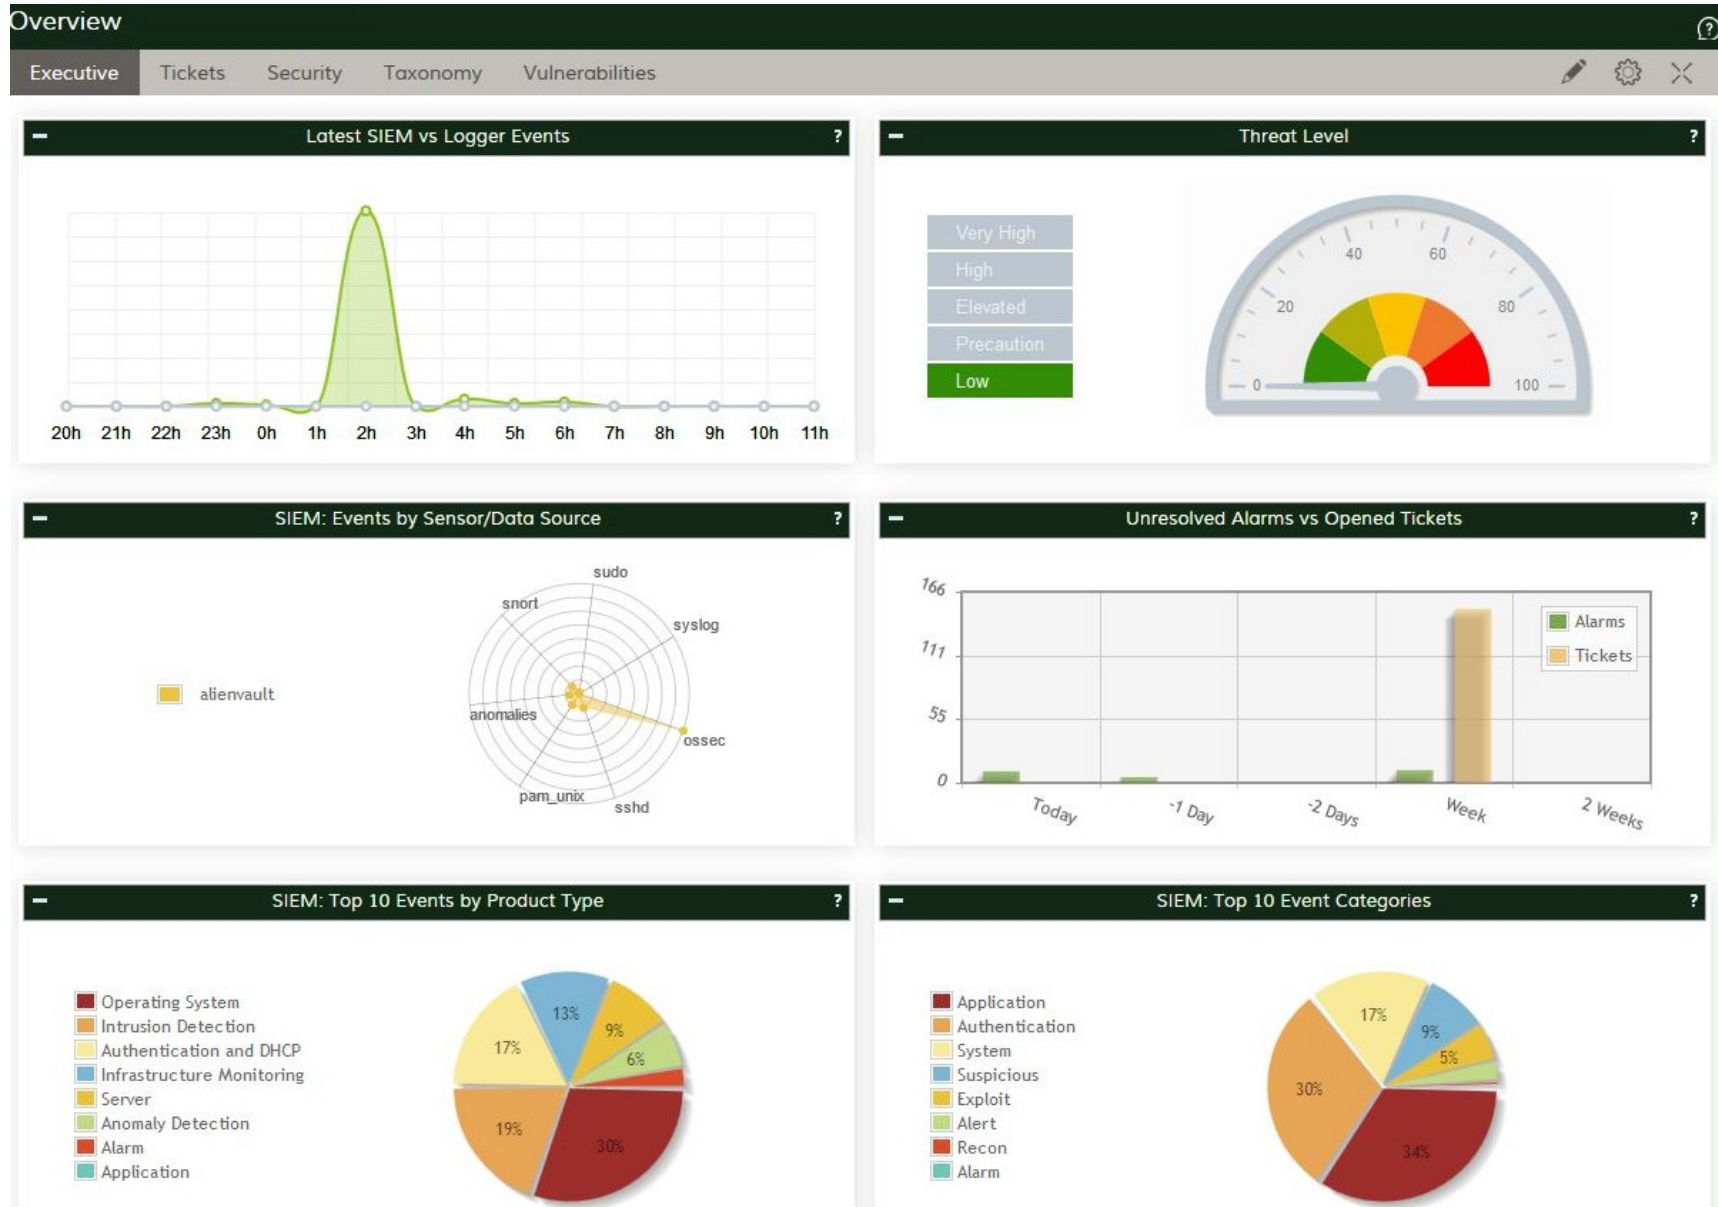 Overview
?
Executive Tickets Security Taxonomy Vulnerabilities
Latest SIEM vs Logger Events ?
20h 21h 22h 23h 0h 1h 2h 3h 4h 5h 6h 7h 8h 9h 10h 11h
Threat Level ?
Very High
High
Elevated
Precaution
Low
0 20 40 60 80 100
SIEM: Events by Sensor/Data Source ?
alienvault
sudo
snort
syslog
anomalies
ossec
pam_unix
sshd
Unresolved Alarms vs Opened Tickets ?
166
111
55
0
Alarms
Tickets
Today -1 Day -2 Days Week 2 Weeks
SIEM: Top 10 Events by Product Type ?
Operating System
Intrusion Detection
Authentication and DHCP
Infrastructure Monitoring
Server
Anomaly Detection
Alarm
Application
13%
9%
17%
6%
19%
30%
SIEM: Top 10 Event Categories ?
Application
Authentication
System
Suspicious
Exploit
Alert
Recon
Alarm
17%
9%
5%
30%
34%